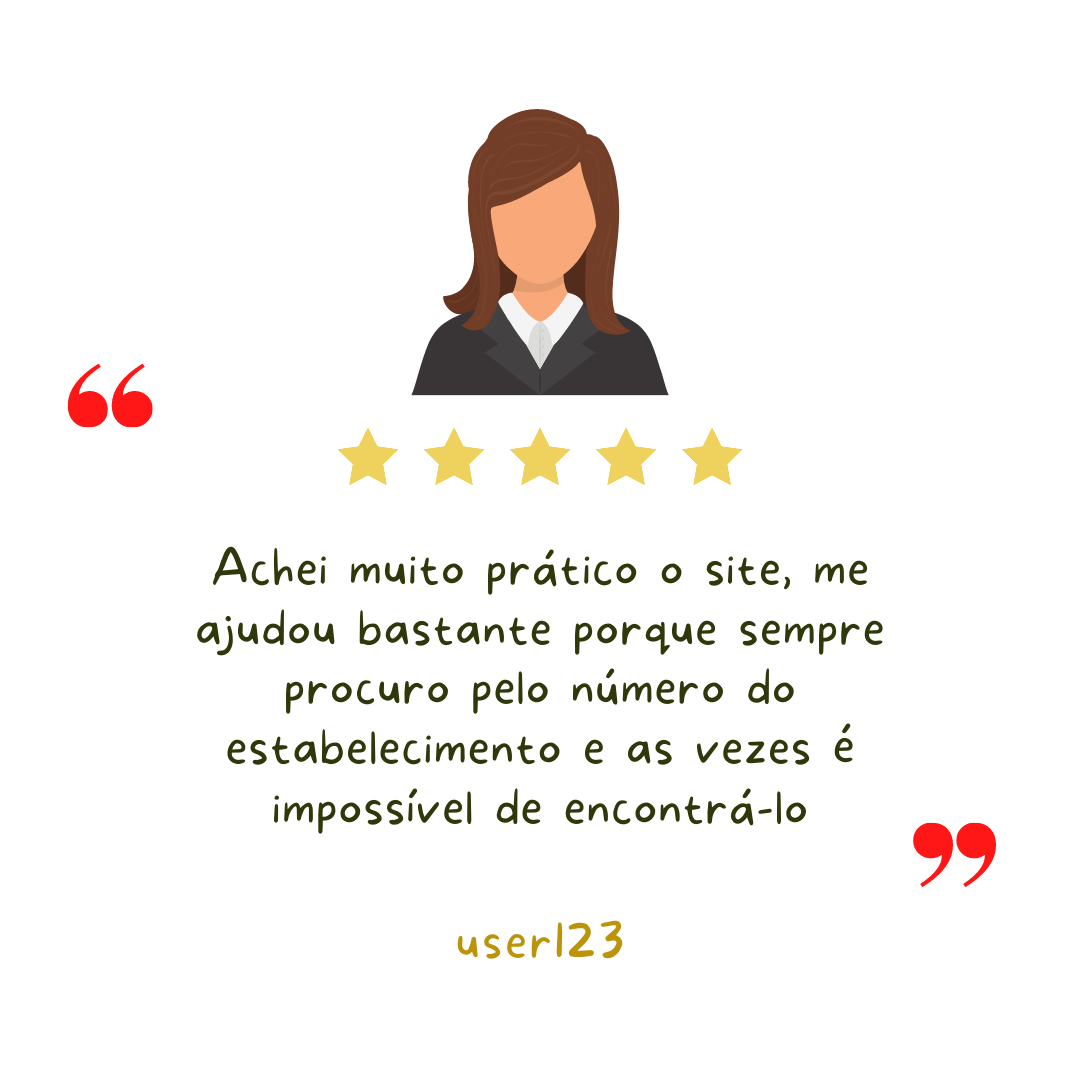 “
Achei muito prático o site, me
ajudou bastante porque sempre
procuro pelo número do
estabelecimento e as vezes é
impossível de encontrá-lo
”
user123